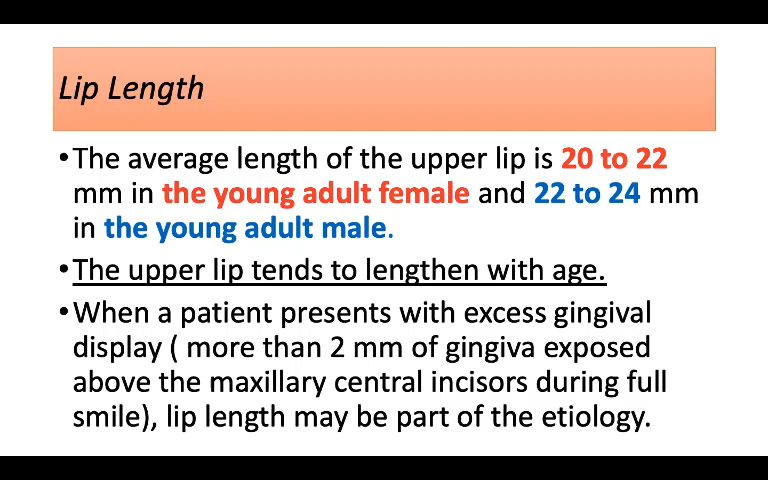 Lip Length
•The average length of the upper lip is 20 to 22
mm in the young adult female and 22 to 24 mm
in the young adult male.
•The upper lip tends to lengthen with age.
•When a patient presents with excess gingival
display ( more than 2 mm of gingiva exposed
above the maxillary central incisors during full
smile), lip length may be part of the etiology.